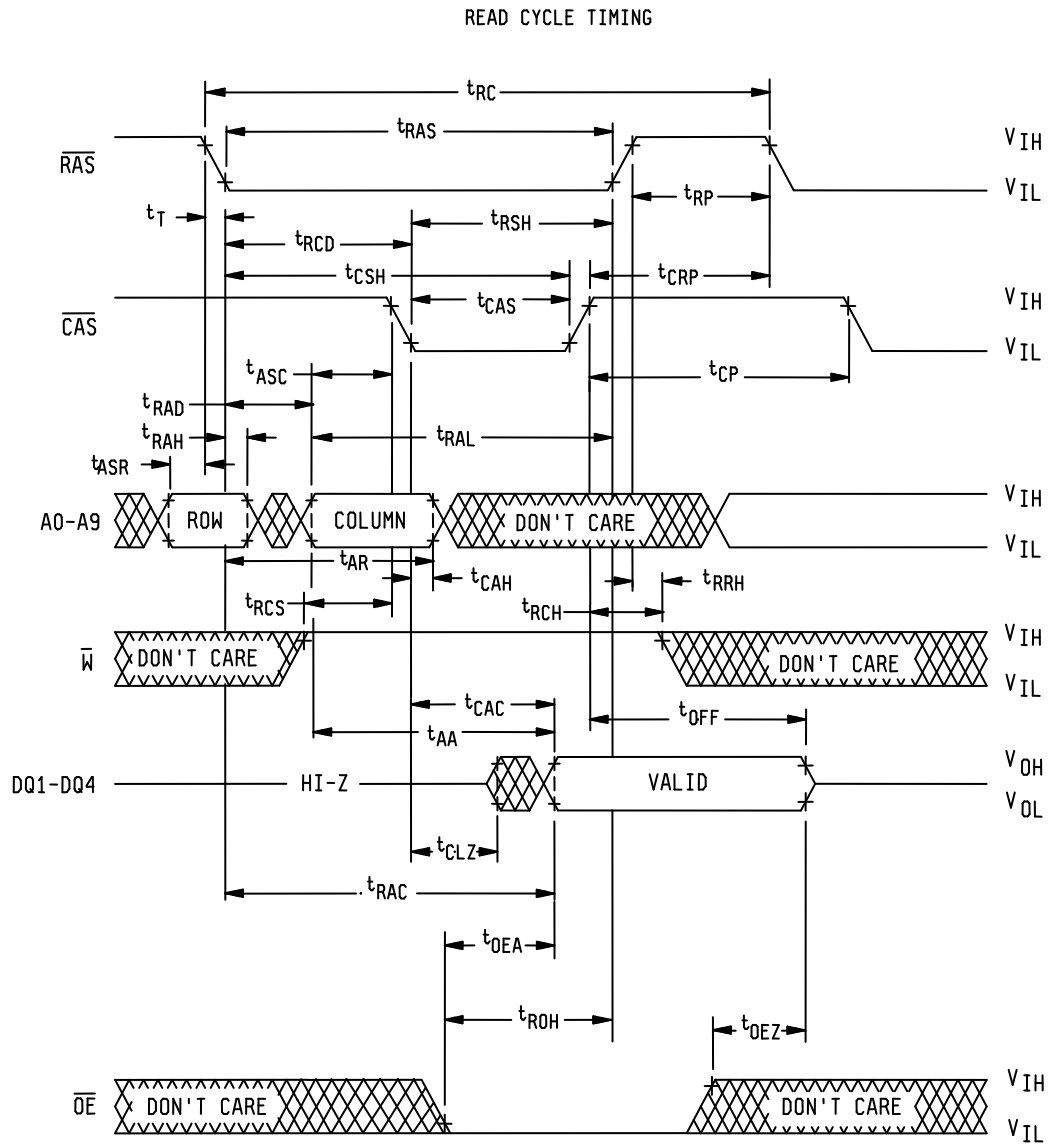 READ CYCLE TIMING
tRC
tRAS
VIH
RAS
VIL
tRP
tT
tRSH
tRCD
tCSH
tCRP
tCAS
VIH
CAS
VIL
tASC
tCP
tRAD
tRAH
tRAL
tASR
VIH
A0-A9
ROW
COLUMN
DON'T CARE
VIL
tAR
tCAH
tRRH
tRCS
tRCH
VIH
W
DON'T CARE
DON'T CARE
VIL
tCAC
tOFF
tAA
VOH
DQ1-DQ4
HI-Z
VALID
VOL
tCLZ
tRAC
tOEA
tROH
tOEZ
VIH
OE
DON'T CARE
DON'T CARE
VIL